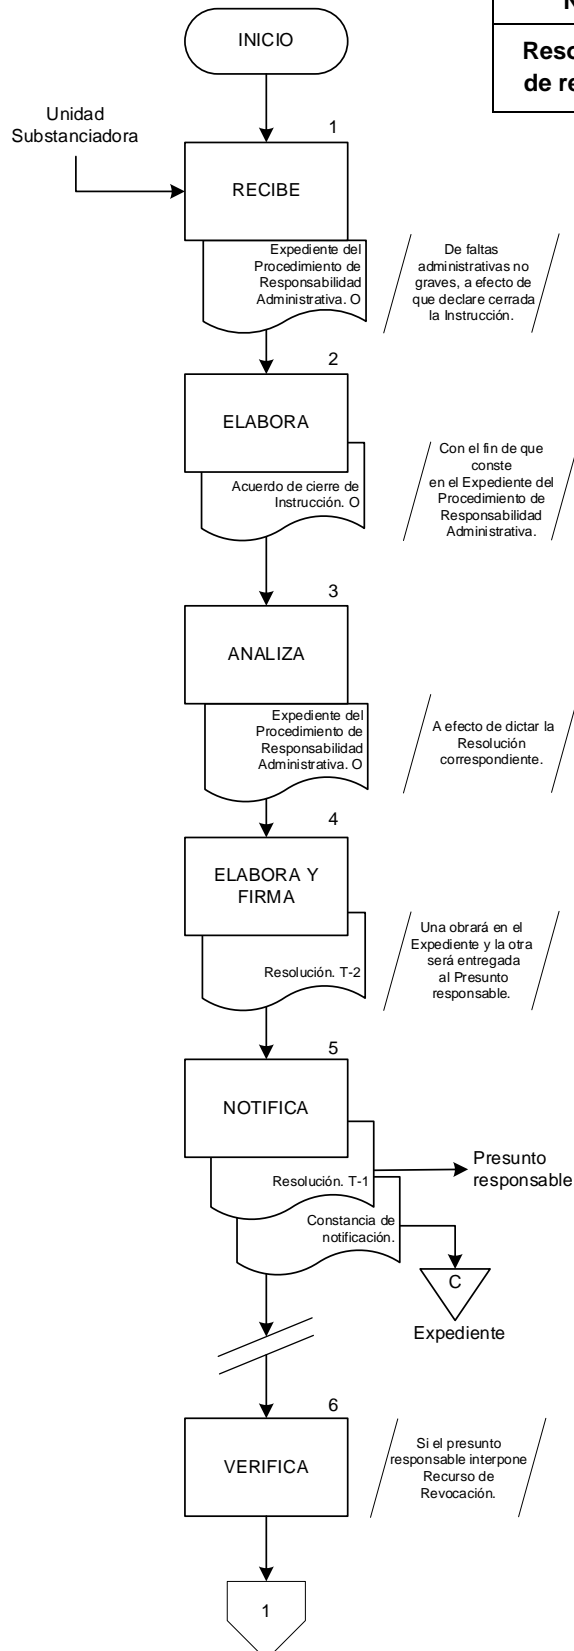 INICIO
Unidad
Substanciadora
1
RECIBE
Expediente del
Procedimiento de
Responsabilidad
Administrativa. O
De faltas
administrativas no
graves, a efecto de
que declare cerrada
la Instrucción.
2
ELABORA
Acuerdo de cierre de
Instrucción. O
Con el fin de que
conste
en el Expediente del
Procedimiento de
Responsabilidad
Administrativa.
3
ANALIZA
Expediente del
Procedimiento de
Responsabilidad
Administrativa. O
A efecto de dictar la
Resolución
correspondiente.
4
ELABORA Y
FIRMA
Resolución. T-2
Una obrará en el
Expediente y la otra
será entregada
al Presunto
responsable.
5
NOTIFICA
Resolución. T-1
Presunto
responsable
Constancia de
notificación.
C
Expediente
6
VERIFICA
Si el presunto
responsable interpone
Recurso de
Revocación.
1
de